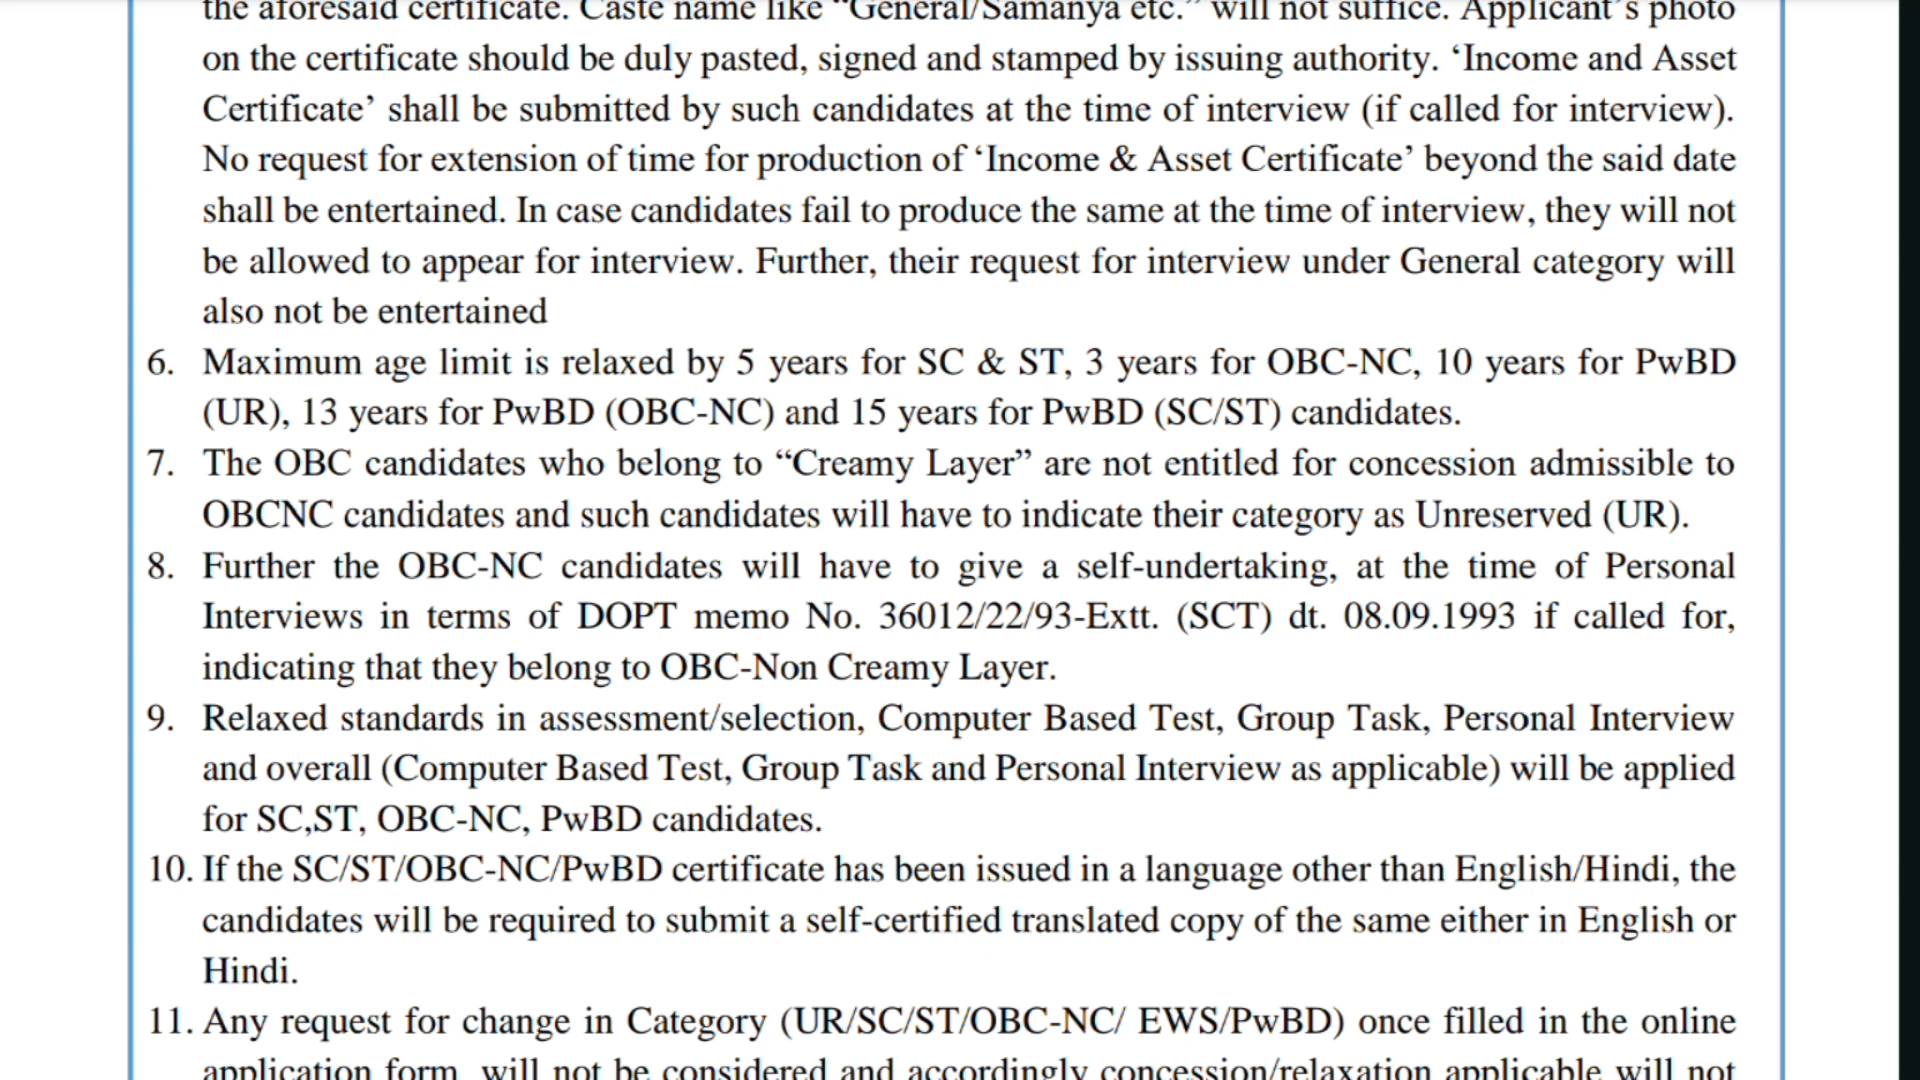 the aforesaid certificate. Caste name like “General/Samanya etc.” will not suffice. Applicant’s photo
on the certificate should be duly pasted, signed and stamped by issuing authority. ‘Income and Asset
Certificate’ shall be submitted by such candidates at the time of interview (if called for interview).
No request for extension of time for production of ‘Income & Asset Certificate’ beyond the said date
shall be entertained. In case candidates fail to produce the same at the time of interview, they will not
be allowed to appear for interview. Further, their request for interview under General category will
also not be entertained
6. Maximum age limit is relaxed by 5 years for SC & ST, 3 years for OBC-NC, 10 years for PwBD
(UR), 13 years for PwBD (OBC-NC) and 15 years for PwBD (SC/ST) candidates.
7. The OBC candidates who belong to “Creamy Layer” are not entitled for concession admissible to
OBCNC candidates and such candidates will have to indicate their category as Unreserved (UR).
8. Further the OBC-NC candidates will have to give a self-undertaking, at the time of Personal
Interviews in terms of DOPT memo No. 36012/22/93-Extt. (SCT) dt. 08.09.1993 if called for,
indicating that they belong to OBC-Non Creamy Layer.
9. Relaxed standards in assessment/selection, Computer Based Test, Group Task, Personal Interview
and overall (Computer Based Test, Group Task and Personal Interview as applicable) will be applied
for SC,ST, OBC-NC, PwBD candidates.
10. If the SC/ST/OBC-NC/PwBD certificate has been issued in a language other than English/Hindi, the
candidates will be required to submit a self-certified translated copy of the same either in English or
Hindi.
11. Any request for change in Category (UR/SC/ST/OBC-NC/ EWS/PwBD) once filled in the online
application form, will not be considered and accordingly concession/relaxation applicable will not